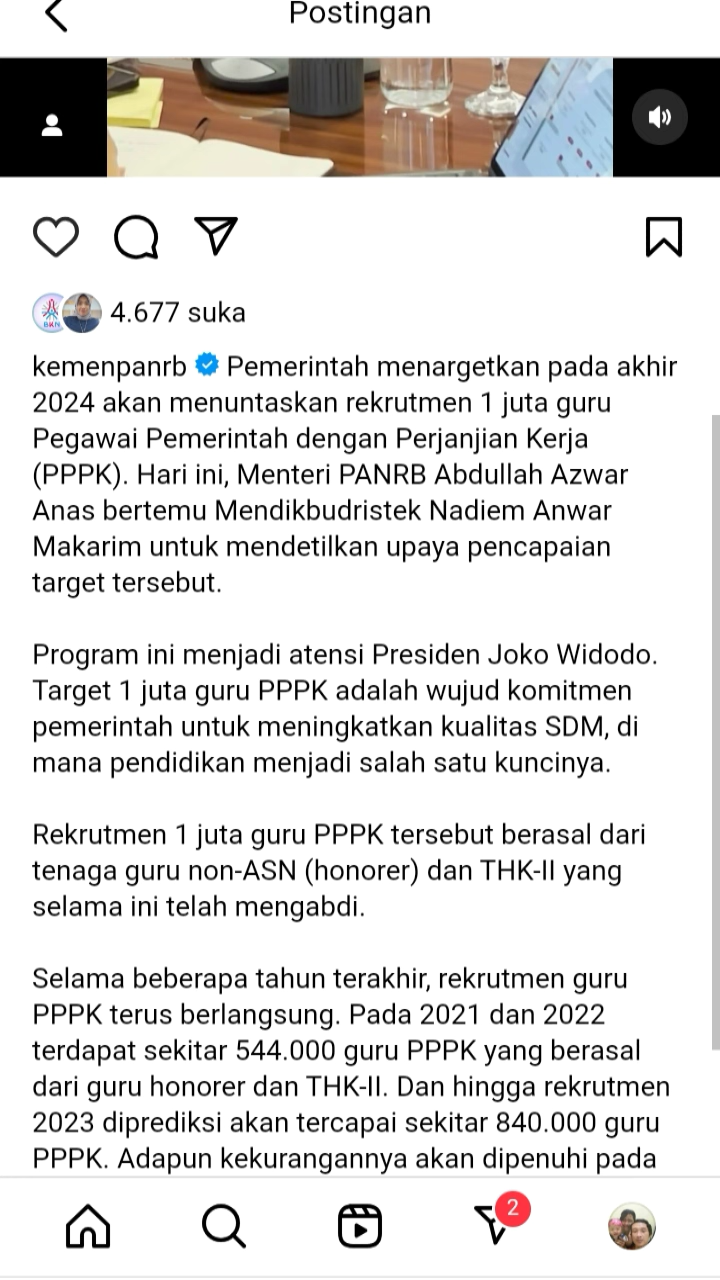 Postingan
BKN
4.677 suka
kemenpanrb Pemerintah menargetkan pada akhir
2024 akan menuntaskan rekrutmen 1 juta guru
Pegawai Pemerintah dengan Perjanjian Kerja
(PPPK). Hari ini, Menteri PANRB Abdullah Azwar
Anas bertemu Mendikbudristek Nadiem Anwar
Makarim untuk mendetilkan upaya pencapaian
target tersebut.
Program ini menjadi atensi Presiden Joko Widodo.
Target 1 juta guru PPPK adalah wujud komitmen
pemerintah untuk meningkatkan kualitas SDM, di
mana pendidikan menjadi salah satu kuncinya.
Rekrutmen 1 juta guru PPPK tersebut berasal dari
tenaga guru non-ASN (honorer) dan THK-II yang
selama ini telah mengabdi.
Selama beberapa tahun terakhir, rekrutmen guru
PPPK terus berlangsung. Pada 2021 dan 2022
terdapat sekitar 544.000 guru PPPK yang berasal
dari guru honorer dan THK-II. Dan hingga rekrutmen
2023 diprediksi akan tercapai sekitar 840.000 guru
PPPK. Adapun kekurangannya akan dipenuhi pada
2